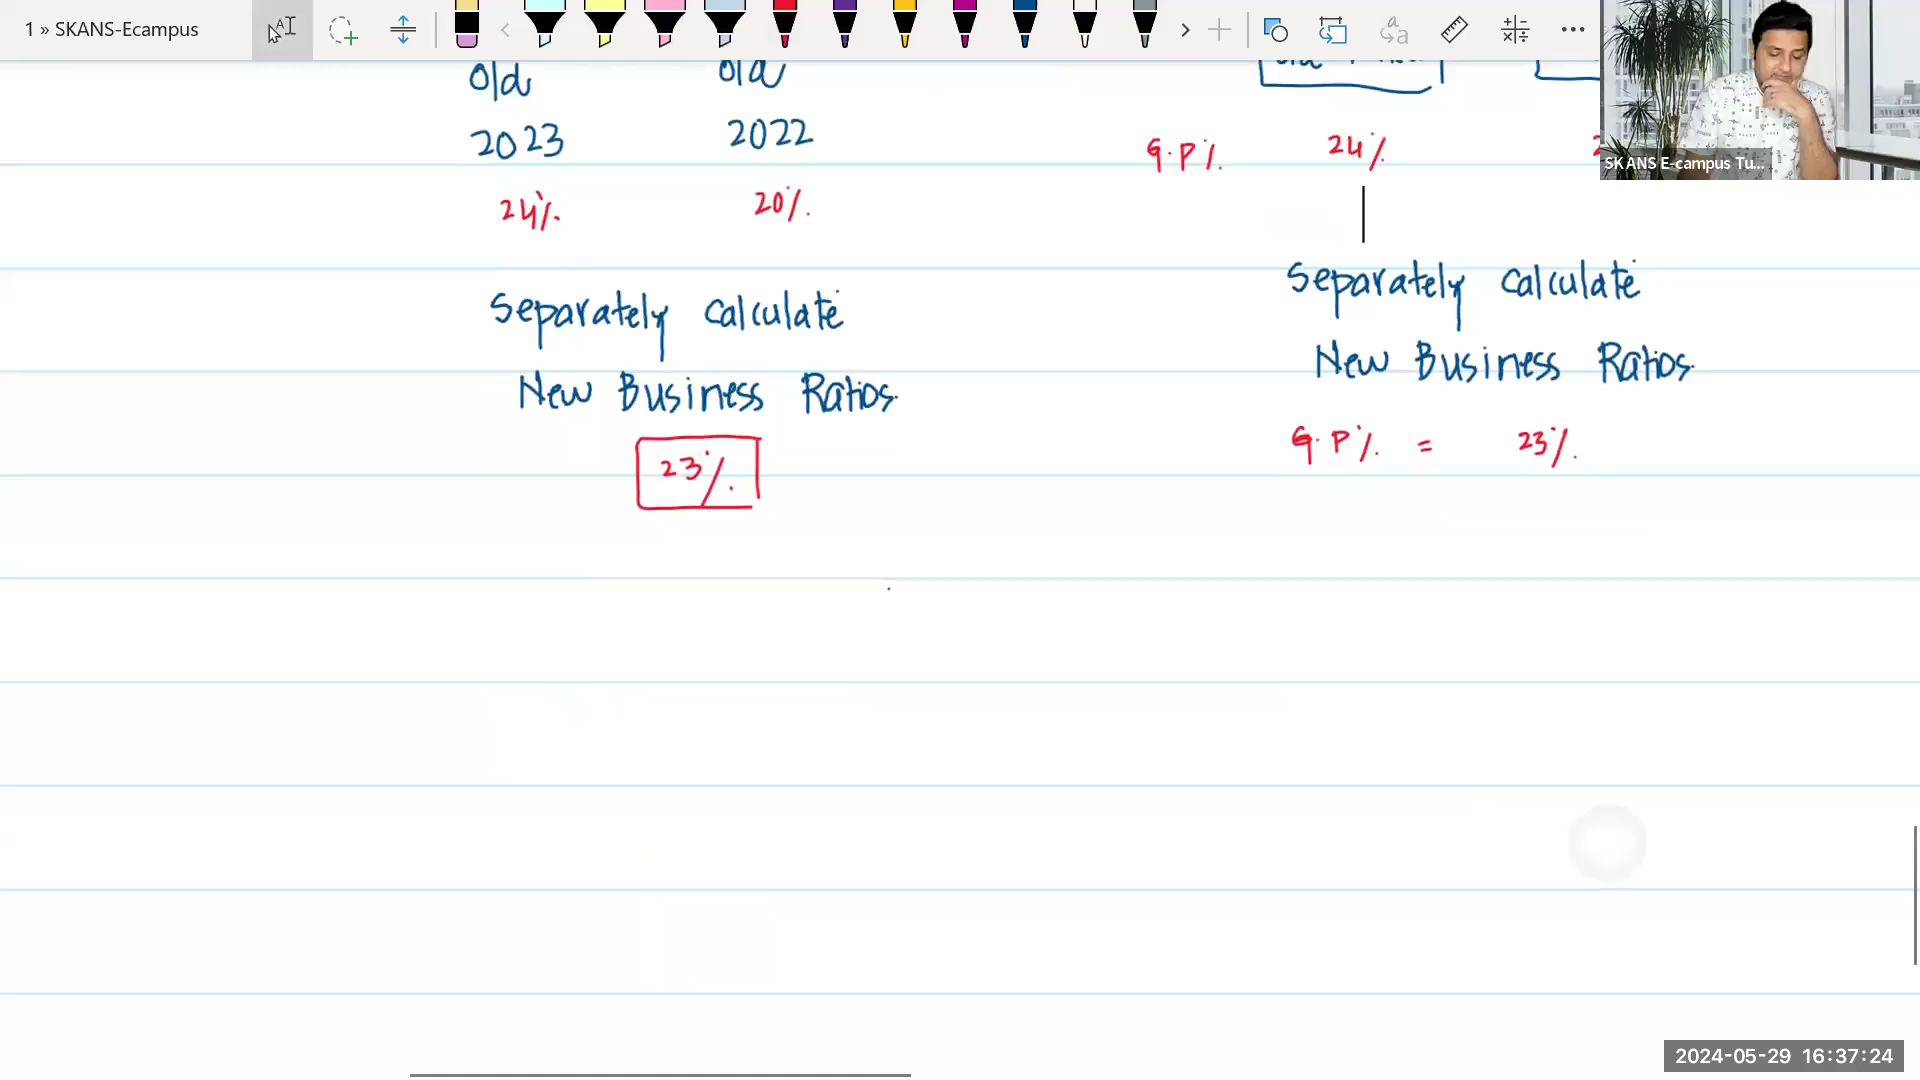 1 » SKANS-Ecampus
SKANS E-campus Tu...
Old Old
2023 2022
24% 20%
Separately Calculate
New Business Ratios.
23%
G.P% 24%
Separately Calculate
New Business Ratios.
G.P% = 23%
2024-05-29 16:37:24